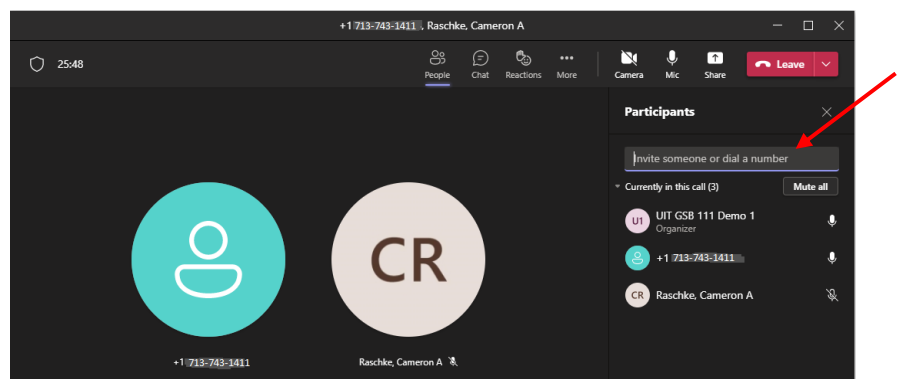 +1 713-743-1411 , Raschke, Cameron A
25:48
People Chat Reactions More Camera Mic Share Leave
Participants
Invite someone or dial a number
Currently in this call (3) Mute all
U1 UIT GSB 111 Demo 1
Organizer
+1 713-743-1411
CR Raschke, Cameron A
CR
+1 713-743-1411 Raschke, Cameron A